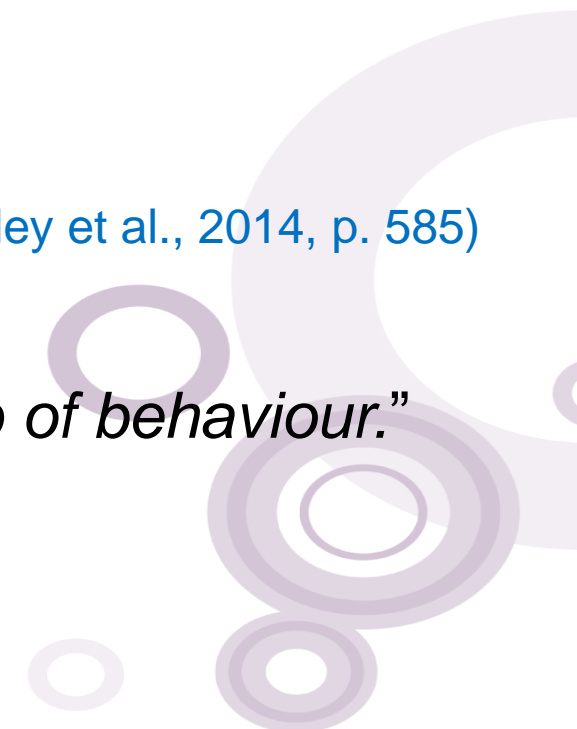 ley et al., 2014, p. 585)
of behaviour.”